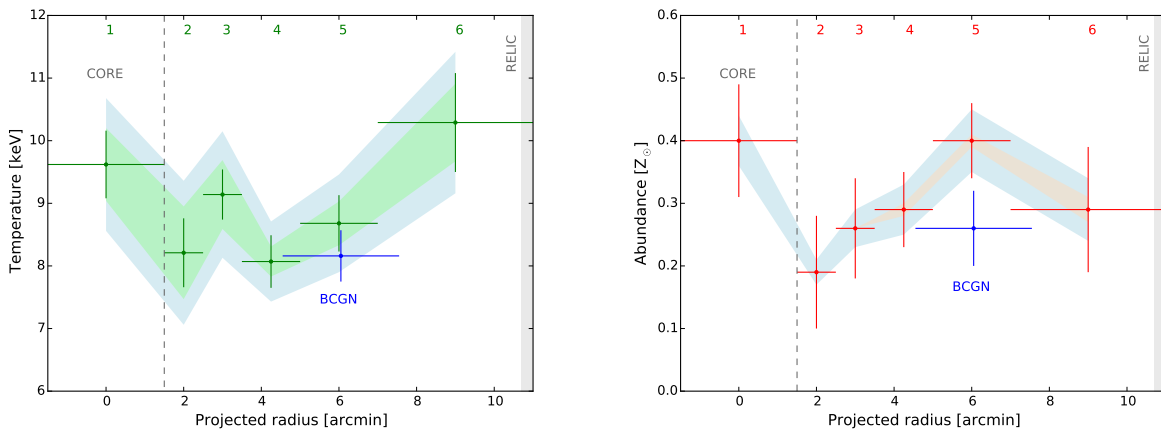 12
11
10
9
8
7
6
0 2 4 6 8 10
Temperature [keV]
Projected radius [arcmin]
1 2 3 4 5 6
CORE
RELIC
BCGN
0.6
0.5
0.4
0.3
0.2
0.1
0.0
0 2 4 6 8 10
Abundance [Z☉]
Projected radius [arcmin]
1 2 3 4 5 6
CORE
RELIC
BCGN